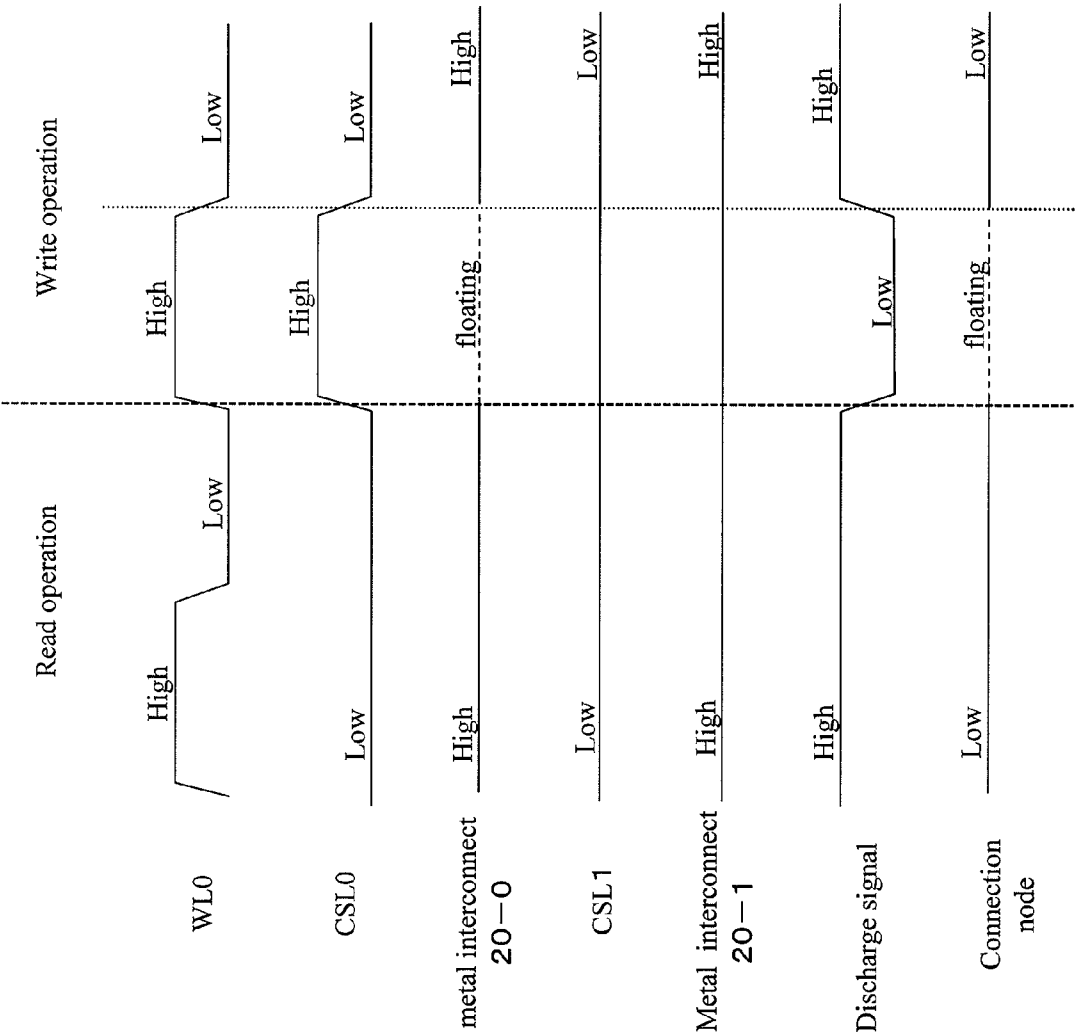 Read operation
Write operation
WL0
High
Low
High
Low
CSL0
Low
High
Low
metal interconnect
20−0
High
floating
High
CSL1
Low
Low
Metal interconnect
20−1
High
High
Discharge signal
High
Low
High
Connection
node
Low
floating
Low